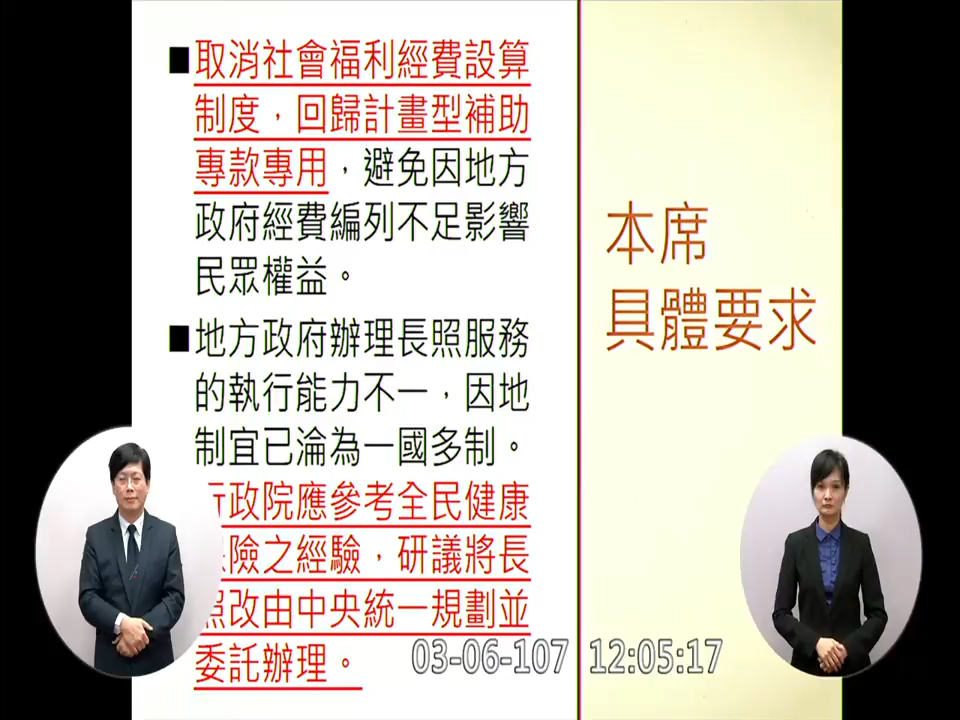 ■取消社會福利經費設算
制度，回歸計畫型補助
專款專用，避免因地方
政府經費編列不足影響
民眾權益。
■地方政府辦理長照服務
的執行能力不一，因地
制宜已淪為一國多制。
政院應參考全民健康
險之經驗，研議將長
改由中央統一規劃並
委託辦理。
本席
具體要求
03-06-107 12:05:17